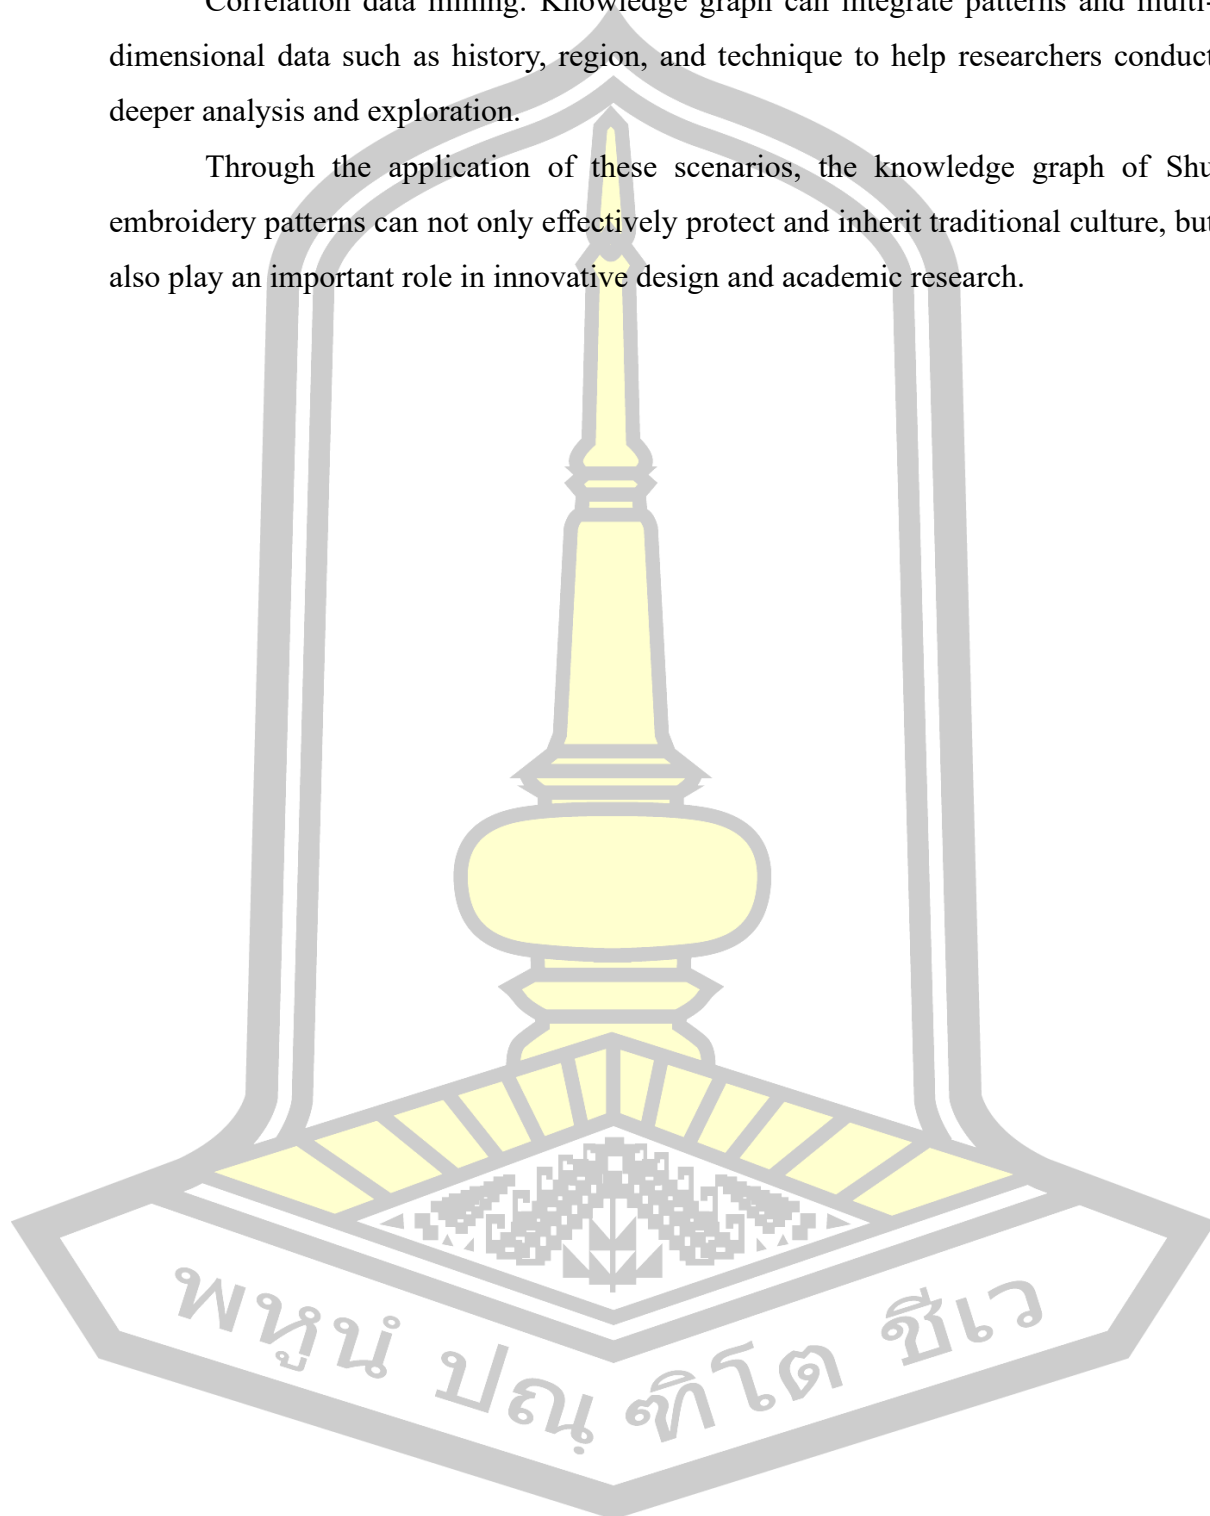 Correlation data mining: Knowledge graph can integrate patterns and multi-
dimensional data such as history, region, and technique to help researchers conduct
deeper analysis and exploration.
Through the application of these scenarios, the knowledge graph of Shu
embroidery patterns can not only effectively protect and inherit traditional culture, but
also play an important role in innovative design and academic research.
พหูนํ ปณฺ ฑิโต ชีเว